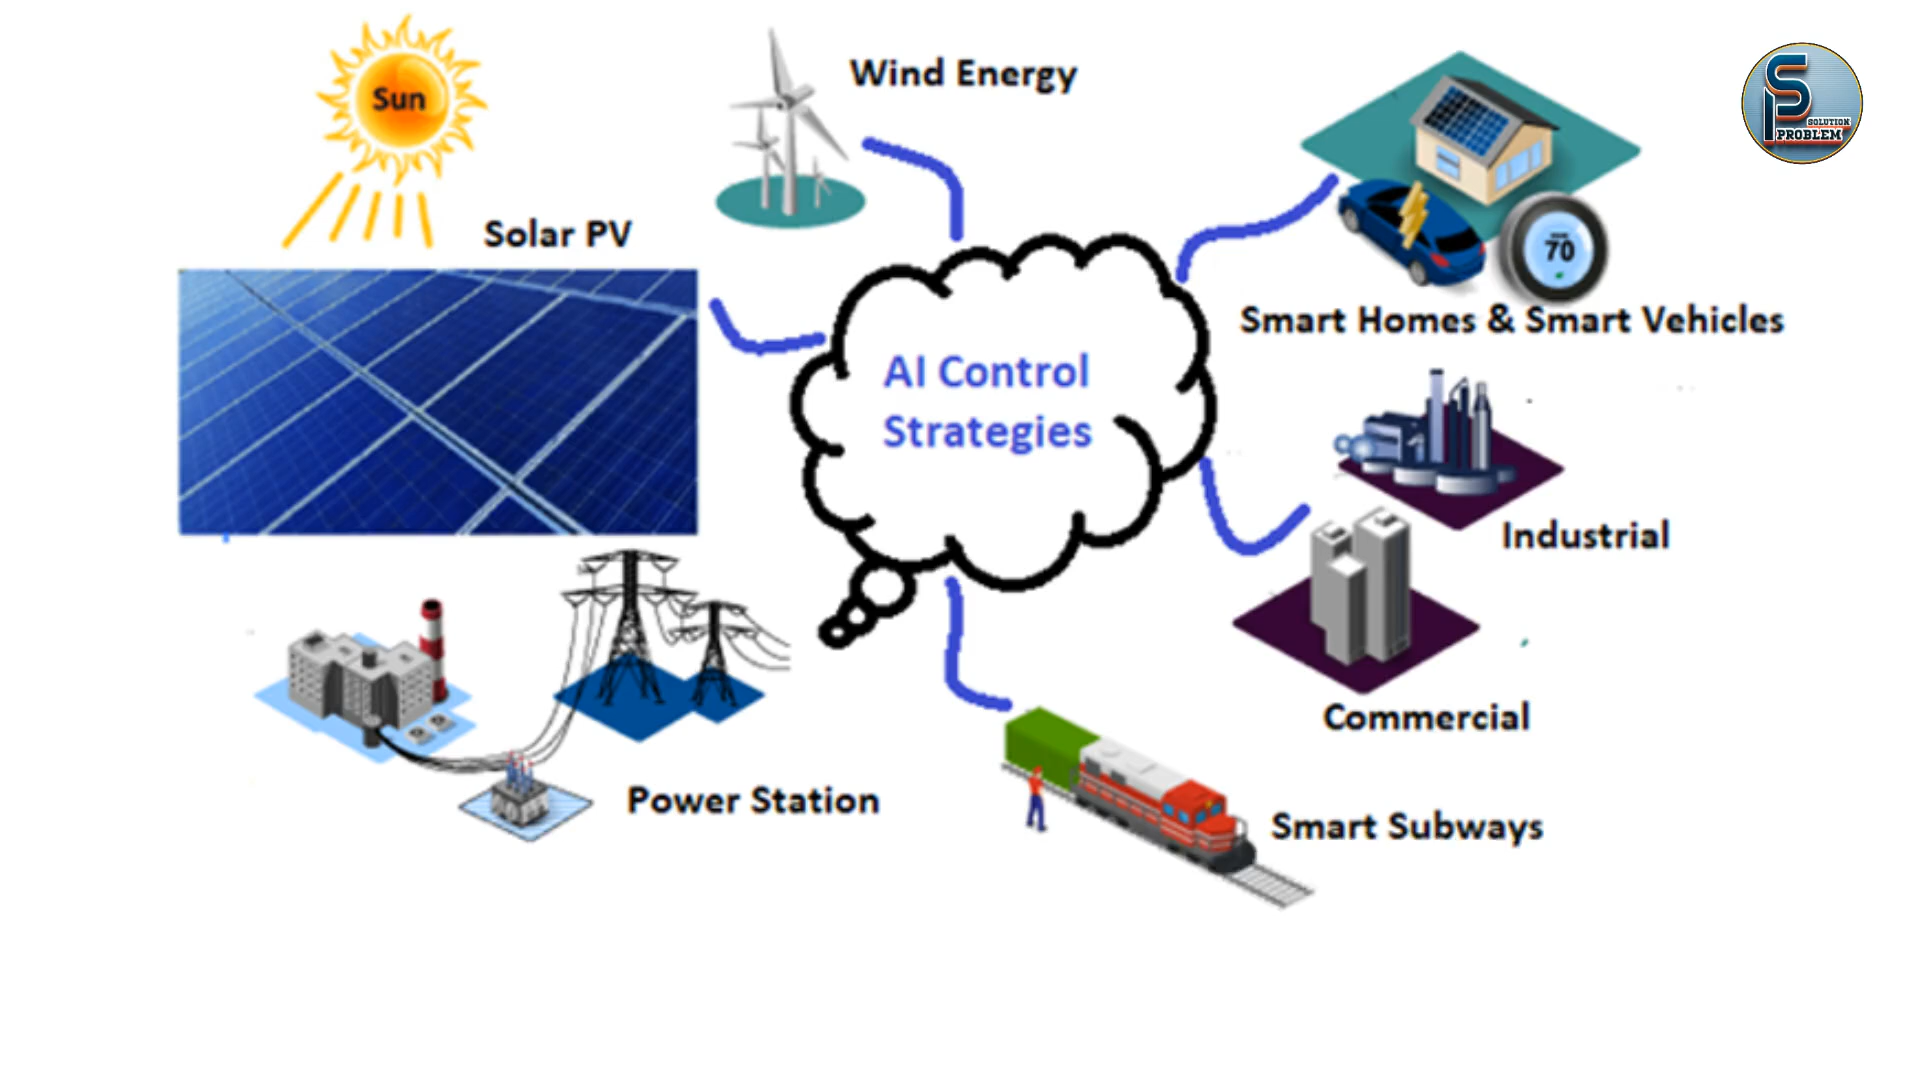 Sun
Wind Energy
SOLUTION
PROBLEM
Solar PV
70
Smart Homes & Smart Vehicles
AI Control
Strategies
Industrial
Commercial
Power Station
Smart Subways